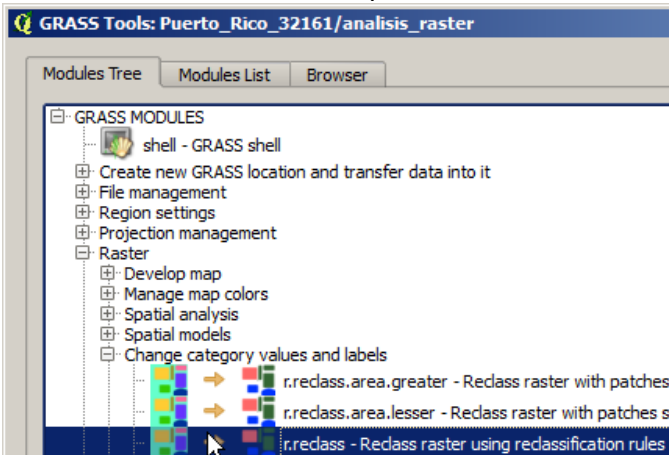 GRASS Tools: Puerto_Rico_32161/analisis_raster
Modules Tree Modules List Browser
GRASS MODULES
shell - GRASS shell
Create new GRASS location and transfer data into it
File management
Region settings
Projection management
Raster
Develop map
Manage map colors
Spatial analysis
Spatial models
Change category values and labels
r.reclass.area.greater - Reclass raster with patches
r.reclass.area.lesser - Reclass raster with patches s
r.reclass - Reclass raster using reclassification rules